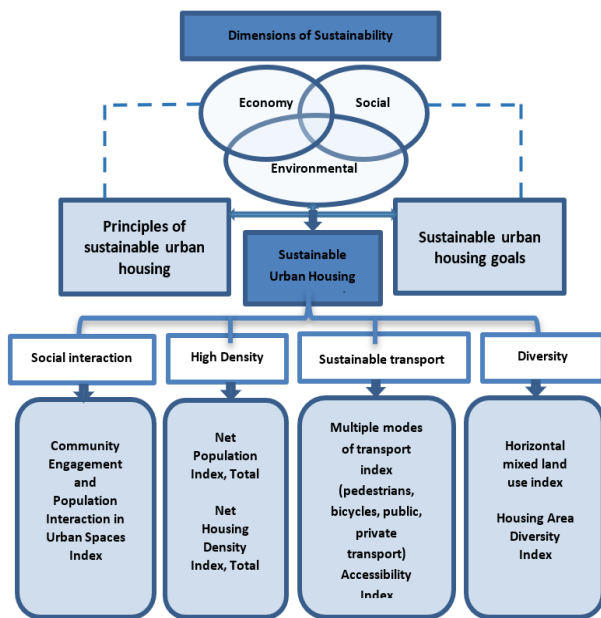 Dimensions of Sustainability
Economy
Social
Environmental
Principles of
sustainable urban
housing
Sustainable
Urban Housing
Sustainable urban
housing goals
Social interaction
High Density
Sustainable transport
Diversity
Community
Engagement
and
Population
Interaction in
Urban Spaces
Index
Net
Population
Index, Total
Net
Housing
Density
Index, Total
Multiple modes
of transport
index
(pedestrians,
bicycles, public,
private
transport)
Accessibility
Index
Horizontal
mixed land
use index
Housing Area
Diversity
Index